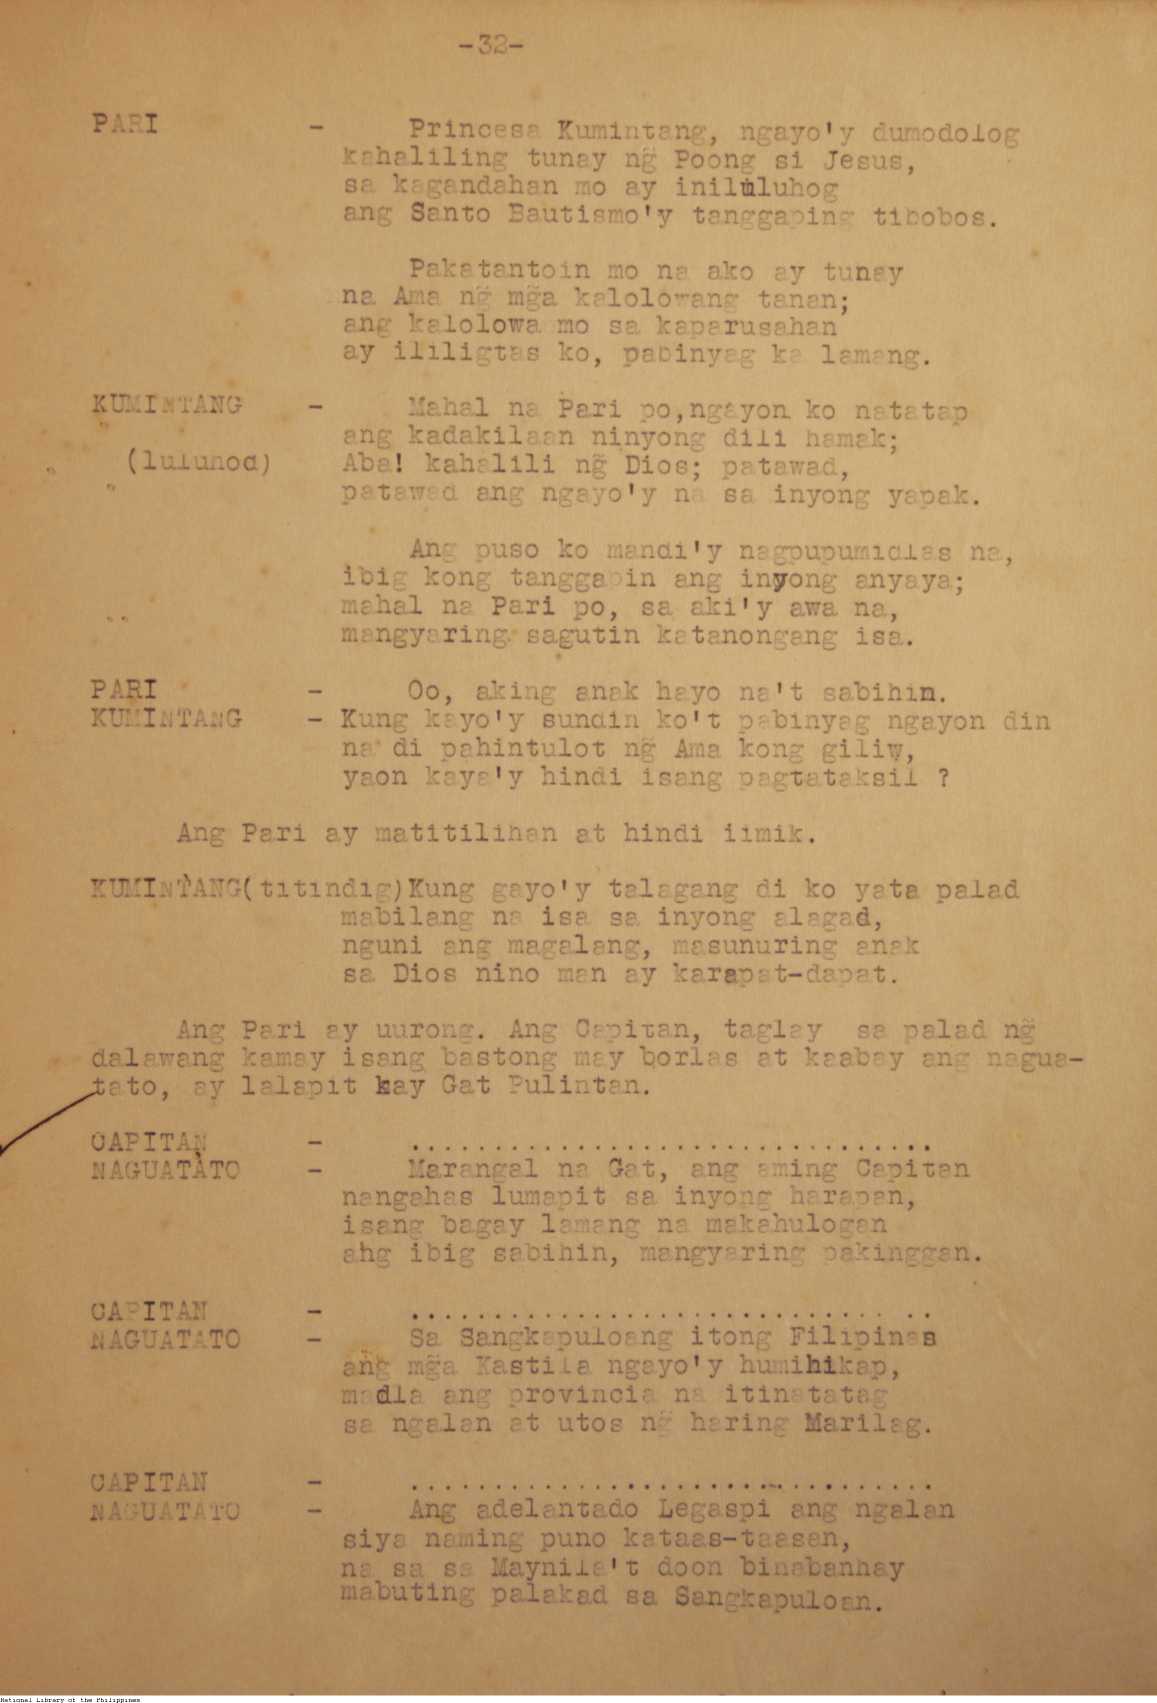 -32-
PARI - Princesa Kumintang, ngayo'y dumodolog
kahaliling tunay ng̃ Poong si Jesus,
sa kagandahan mo ay iniluluhog
ang Santo Bautismo'y tanggaping tibobos.
Pakatantoin mo na ako ay tunay
na Ama ng̃ mg̃a kalolowang tanan;
ang kalolowa mo sa kaparusahan
ay ililigtas ko, pabinyag ka lamang.
KUMINTANG - Mahal na Pari po,ngayon ko natatap
ang kadakilaan ninyong dili hamak;
(luluhod) Aba! kahalili ng̃ Dios; patawad,
patawad ang ngayo'y na sa inyong yapak.
Ang puso ko mandi'y nagpupumiglas na,
ibig kong tanggapin ang inyong anyaya;
mahal na Pari po, sa aki'y awa na,
mangyaring sagutin katanongang isa.
PARI - Oo, aking anak hayo na't sabihin.
KUMINTANG - Kung kayo'y sundin ko't pabinyag ngayon din
na di pahintulot ng̃ Ama kong giliw,
yaon kaya'y hindi isang pagtataksil ?
Ang Pari ay matitilihan at hindi iimik.
KUMINTANG(titindig)Kung gayo'y talagang di ko yata palad
mabilang na isa sa inyong alagad,
nguni ang magalang, masunuring anak
sa Dios nino man ay karapat-dapat.
Ang Pari ay uurong. Ang Capitan, taglay sa palad ng̃
dalawang kamay isang bastong may borlas at kaabay ang nagua-
tato, ay lalapit kay Gat Pulintan.
CAPITAN - ................................
NAGUATATO - Marangal na Gat, ang aming Capitan
nangahas lumapit sa inyong harapan,
isang bagay lamang na makahulogan
ahg ibig sabihin, mangyaring pakinggan.
CAPITAN - ................................
NAGUATATO - Sa Sangkapuloang itong Filipinas
ang mg̃a Kastila ngayo'y humihikap,
madla ang provincia na itinatatag
sa ngalan at utos ng̃ haring Marilag.
CAPITAN - ................................
NAGUATATO - Ang adelantado Legaspi ang ngalan
siya naming puno kataas-taasan,
na sa sa Maynila't doon binabanhay
mabuting palakad sa Sangkapuloan.
National Library of the Philippines